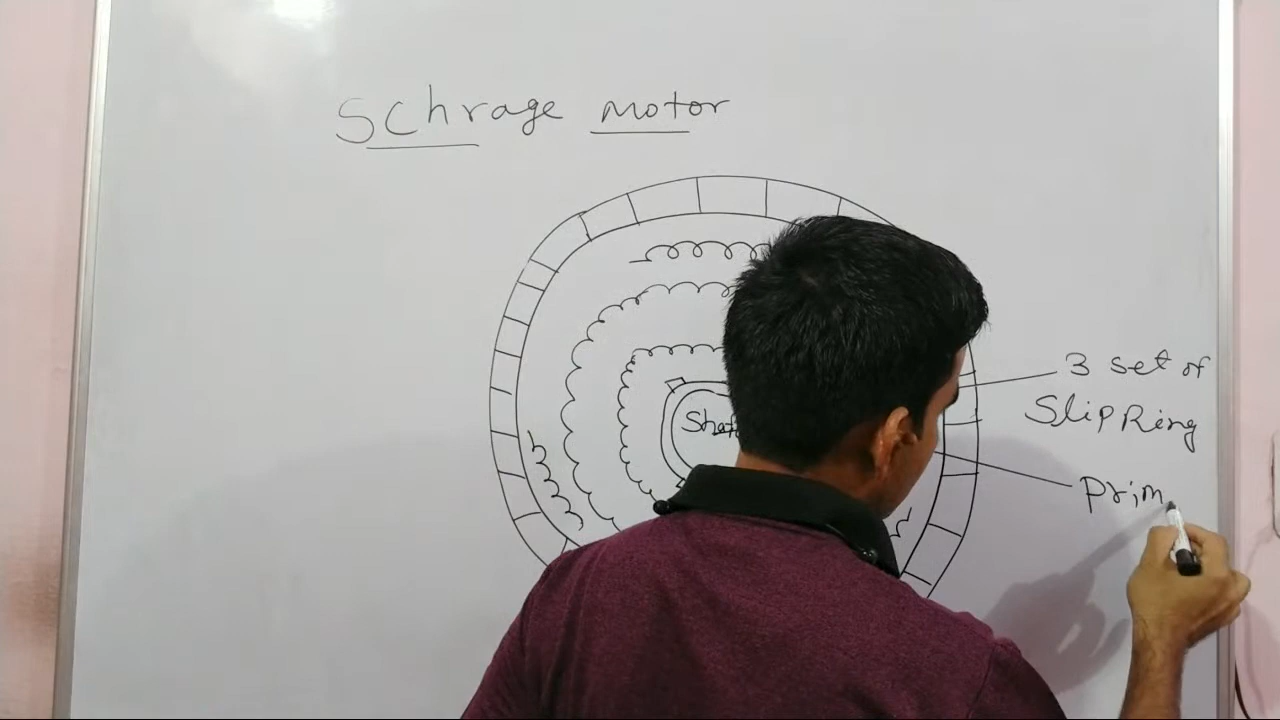 SChrage motor
3 set of
SlipRing
Prim